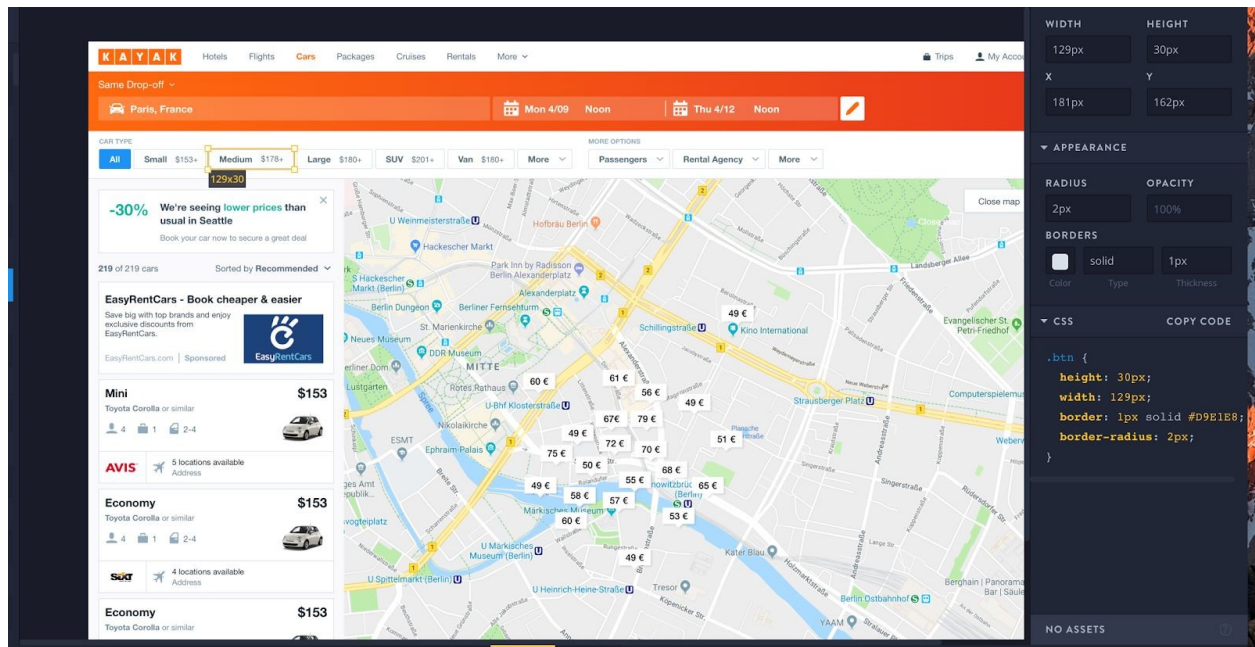 KAYAK Hotels Flights Cars Packages Cruises Rentals More Trips My Accou
Same Drop-off
Paris, France Mon 4/09 Noon Thu 4/12 Noon
CAR TYPE MORE OPTIONS
All Small $153+ Medium $178+ Large $180+ SUV $201+ Van $180+ More Passengers Rental Agency More
129x30
-30% We're seeing lower prices than
usual in Seattle
Book your car now to secure a great deal
219 of 219 cars Sorted by Recommended
EasyRentCars - Book cheaper & easier
Save big with top brands and enjoy
exclusive discounts from
EasyRentCars.
EasyRentCars.com Sponsored
EasyRentCars
Mini $153
Toyota Corolla or similar
4 1 2-4
AVIS 5 locations available
Address
Economy $153
Toyota Corolla or similar
4 1 2-4
Sixt 4 locations available
Address
Economy $153
Toyota Corolla or similar
Close map
U Weinmeisterstraße
Hofbräu Berlin
Hackescher Markt
S Hackescher
Markt (Berlin)
Park Inn by Radisson
Berlin Alexanderplatz
Landsberger Allee
Alexanderplatz
Berlin Dungeon
Berliner Fernsehturm
St. Marienkirche
Schillingstraße
49 €
Kino International
Evangelischer St.
Petri-Friedhof
Neues Museum
DDR Museum
erliner Dom
MITTE
Lustgarten
Rotes Rathaus
60 €
61 €
56 €
49 €
Strausberger Platz
Computerspielemu
U-Bhf Klosterstraße
Nikolaikirche
67€
79 €
49 €
72 €
51 €
ESMT
Ephraim-Palais
75 €
70 €
50 €
68 €
Singerstraße
49 €
55 €
65 €
58 €
57 €
Märkisches Museum
60 €
53 €
U Märkisches
Museum (Berlin)
49 €
Kater Blau
U Spittelmarkt (Berlin)
U Heinrich-Heine-Straße
Tresor
Köpenicker Str.
Berlin Ostbahnhof
Berghain | Panorama
Bar | Säule
YAAM
WIDTH HEIGHT
129px 30px
X Y
181px 162px
APPEARANCE
RADIUS OPACITY
2px 100%
BORDERS
solid 1px
Color Type Thickness
CSS COPY CODE
.btn {
height: 30px;
width: 129px;
border: 1px solid #D9E1E8;
border-radius: 2px;
}
NO ASSETS